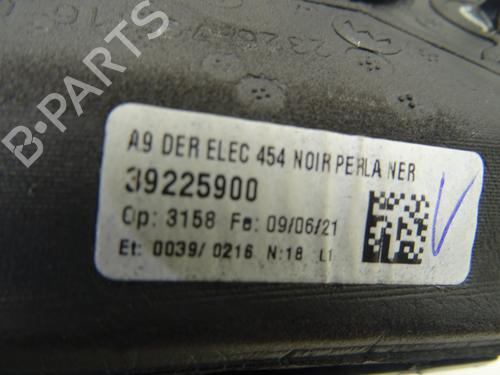 A9 DER ELEC 454 NOIR PERLA NER
39225900
Op: 3158 Fe: 09/06/21
Et: 0039/ 0216 N:18 L1
V
B-PARTS